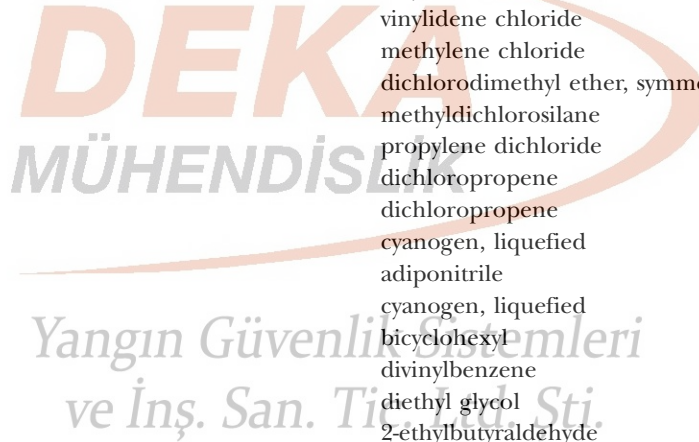 vinylidene chloride
methylene chloride
dichlorodimethyl ether,
methyldichlorosilane
propylene dichloride
dichloropropene
dichloropropene
cyanogen, liquefied
adiponitrile
cyanogen, liquefied
bicyclohexyl
divinylbenzene
diethyl glycol
2-ethylbutyraldehyde
DEKA
MÜHENDİSLİK
Yangın Güvenlik Sistemleri
ve İnş. San. Tic. Ltd. Şti.